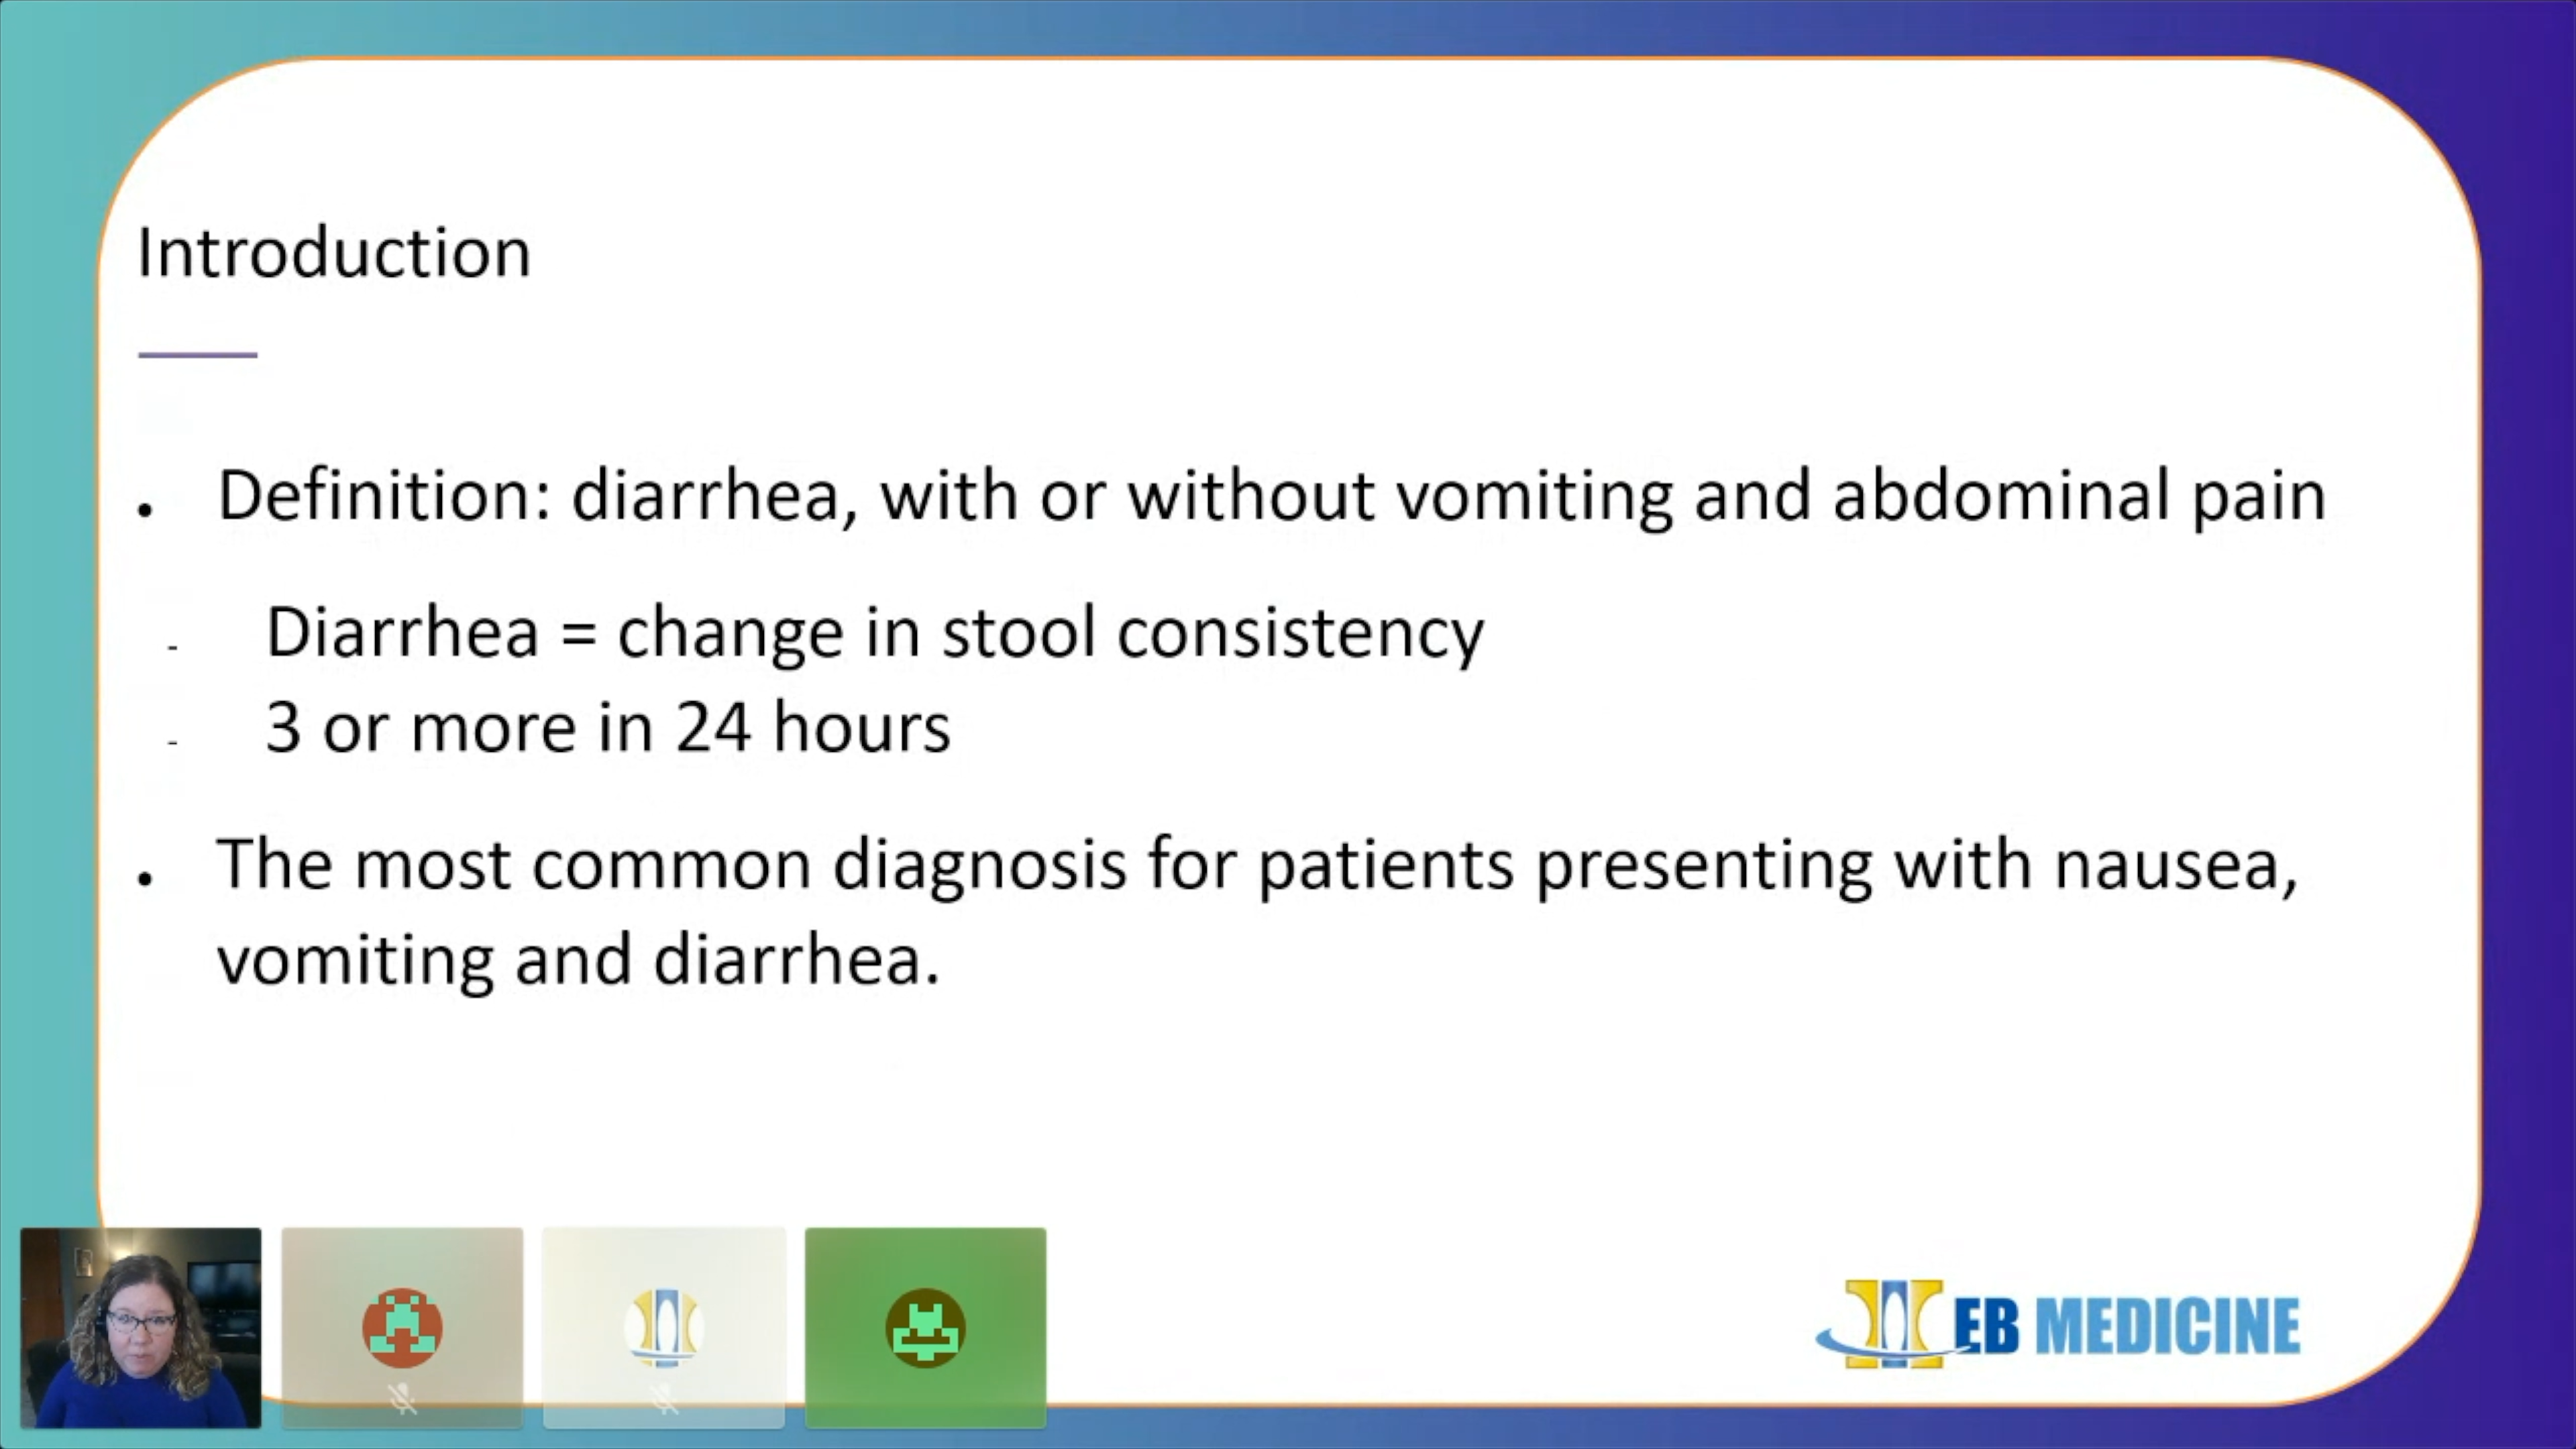 Introduction
• Definition: diarrhea, with or without vomiting and abdominal pain
- Diarrhea = change in stool consistency
- 3 or more in 24 hours
• The most common diagnosis for patients presenting with nausea,
vomiting and diarrhea.
EB MEDICINE